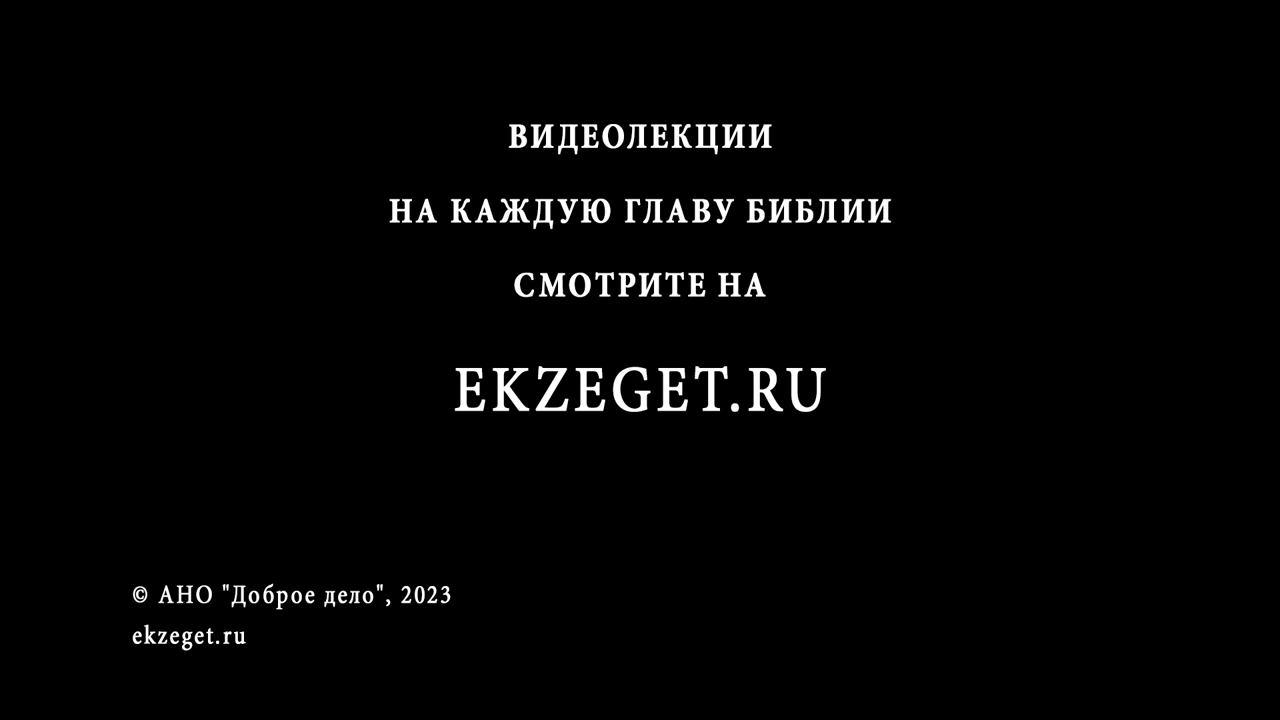 ВИДЕОЛЕКЦИИ
НА КАЖДУЮ ГЛАВУ БИБЛИИ
СМОТРИТЕ НА
EKZEGET.RU
© АНО "Доброе дело", 2023
ekzeget.ru